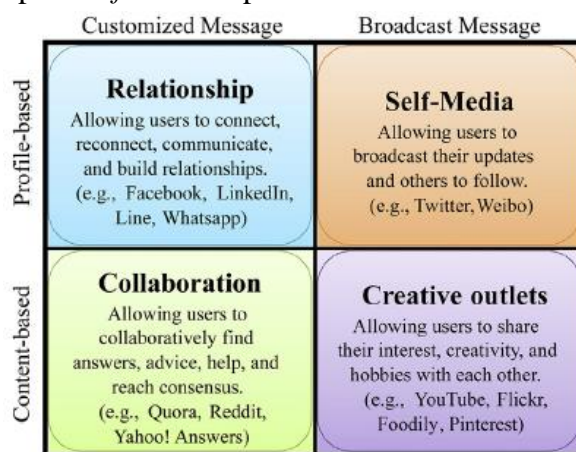 Customized Message
Broadcast Message
Profile-based
Relationship
Allowing users to connect,
reconnect, communicate,
and build relationships.
(e.g., Facebook, LinkedIn,
Line, Whatsapp)
Self-Media
Allowing users to
broadcast their updates
and others to follow.
(e.g., Twitter, Weibo)
Content-based
Collaboration
Allowing users to
collaboratively find
answers, advice, help, and
reach consensus.
(e.g., Quora, Reddit,
Yahoo! Answers)
Creative outlets
Allowing users to share
their interest, creativity, and
hobbies with each other.
(e.g., YouTube, Flickr,
Foodily, Pinterest)